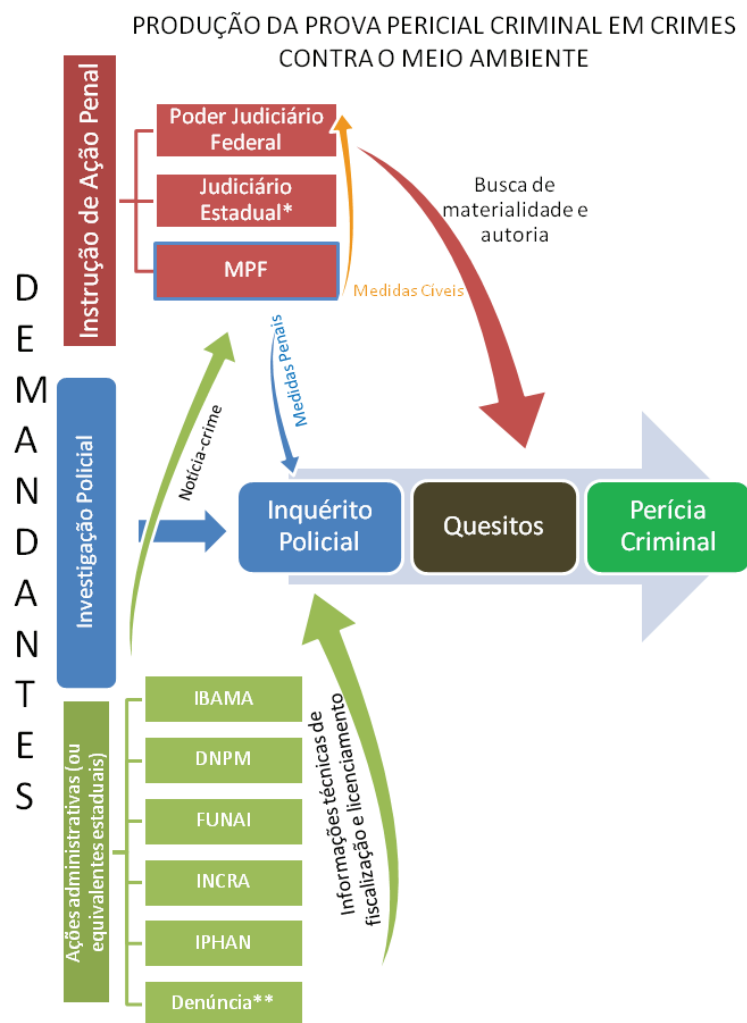 PRODUÇÃO DA PROVA PERICIAL CRIMINAL EM CRIMES
CONTRA O MEIO AMBIENTE
DEMANDANTES
Instrução de Ação Penal
Poder Judiciário
Federal
Judiciário
Estadual*
MPF
Medidas Cíveis
Busca de
materialidade e
autoria
Medidas Penais
Notícia-crime
Investigação Policial
Inquérito
Policial
Quesitos
Perícia
Criminal
Ações administrativas (ou
equivalentes estaduais)
IBAMA
DNPM
FUNAI
INCRA
IPHAN
Denúncia**
Informações técnicas de
fiscalização e licenciamento